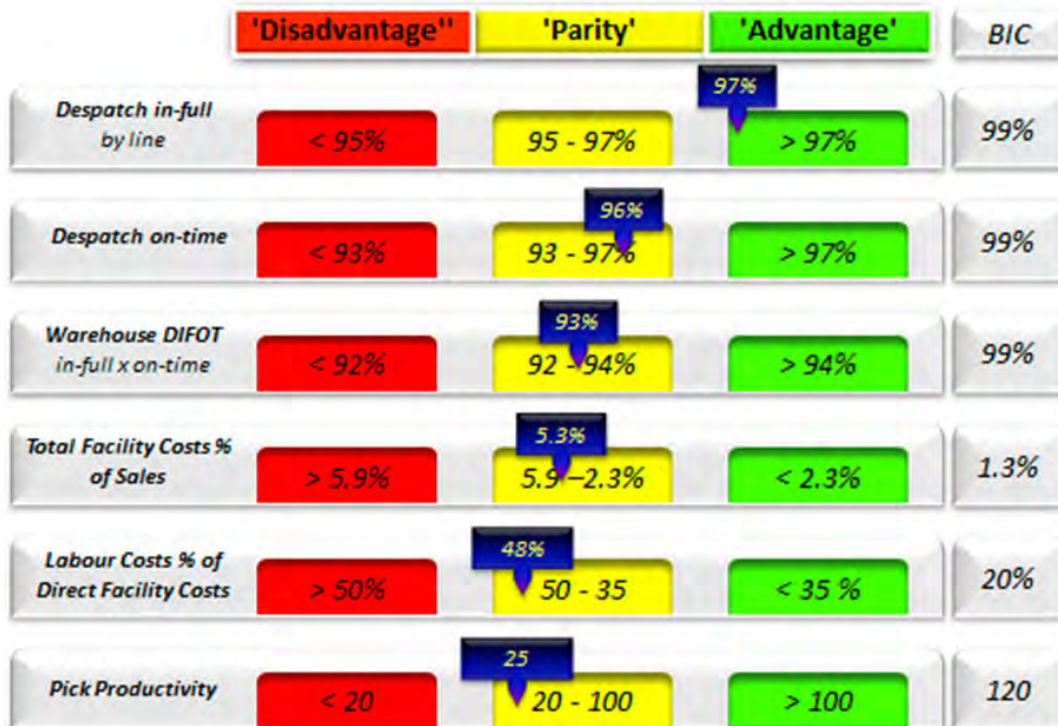 'Disadvantage'' 'Parity' 'Advantage' BIC
97%
Despatch in-full
by line
< 95% 95 - 97% > 97% 99%
96%
Despatch on-time
< 93% 93 - 97% > 97% 99%
93%
Warehouse DIFOT
in-full x on-time
< 92% 92 - 94% > 94% 99%
5.3%
Total Facility Costs %
of Sales
> 5.9% 5.9 –2.3% < 2.3% 1.3%
48%
Labour Costs % of
Direct Facility Costs
> 50% 50 - 35 < 35 % 20%
25
Pick Productivity
< 20 20 - 100 > 100 120